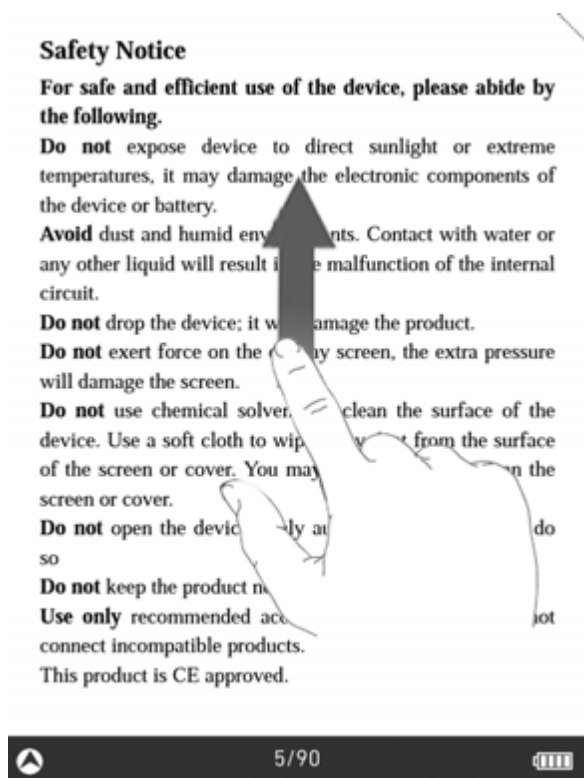 Safety Notice
For safe and efficient use of the device, please abide by
the following.
Do not expose device to direct sunlight or extreme
temperatures, it may damage the electronic components of
the device or battery.
Avoid dust and humid env nts. Contact with water or
any other liquid will result i e malfunction of the internal
circuit.
Do not drop the device; it w amage the product.
Do not exert force on the y screen, the extra pressure
will damage the screen.
Do not use chemical solven clean the surface of the
device. Use a soft cloth to wip from the surface
of the screen or cover. You may n the
screen or cover.
Do not open the devic ly au do
so
Do not keep the product
Use only recommended acc not
connect incompatible products.
This product is CE approved.
5/90